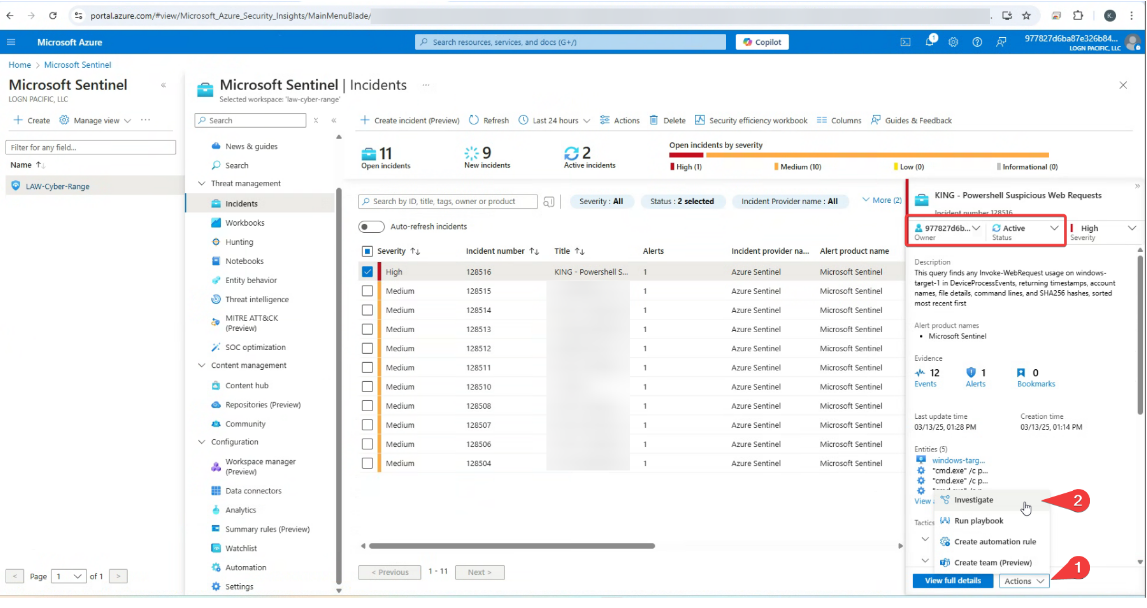 portal.azure.com/#view/Microsoft_Azure_Security_Insights/MainMenuBlade/
K
Microsoft Azure
Search resources, services, and docs (G+/)
Copilot
1
977827d6ba87e326b84...
LOGN PACIFIC, LLC
Home > Microsoft Sentinel
Microsoft Sentinel
LOGN PACIFIC, LLC
Create
Manage view
Filter for any field...
Name
LAW-Cyber-Range
< Page 1 of 1 >
Microsoft Sentinel | Incidents
Selected workspace: 'law-cyber-range'
Search
News & guides
Search
Threat management
Incidents
Workbooks
Hunting
Notebooks
Entity behavior
Threat intelligence
MITRE ATT&CK
(Preview)
SOC optimization
Content management
Content hub
Repositories (Preview)
Community
Configuration
Workspace manager
(Preview)
Data connectors
Analytics
Summary rules (Preview)
Watchlist
Automation
Settings
Create incident (Preview) Refresh Last 24 hours Actions Delete Security efficiency workbook Columns Guides & Feedback
11
Open incidents
9
New incidents
2
Active incidents
Open incidents by severity
High (1) Medium (10) Low (0) Informational (0)
Search by ID, title, tags, owner or product
Severity : All
Status : 2 selected
Incident Provider name : All
More (2)
Auto-refresh incidents
Severity Incident number Title Alerts Incident provider na... Alert product name
High 128516 KING - Powershell S... 1 Azure Sentinel Microsoft Sentinel
Medium 128515 1 Azure Sentinel Microsoft Sentinel
Medium 128514 1 Azure Sentinel Microsoft Sentinel
Medium 128513 1 Azure Sentinel Microsoft Sentinel
Medium 128512 1 Azure Sentinel Microsoft Sentinel
Medium 128511 1 Azure Sentinel Microsoft Sentinel
Medium 128510 1 Azure Sentinel Microsoft Sentinel
Medium 128508 1 Azure Sentinel Microsoft Sentinel
Medium 128507 1 Azure Sentinel Microsoft Sentinel
Medium 128506 1 Azure Sentinel Microsoft Sentinel
Medium 128504 1 Azure Sentinel Microsoft Sentinel
< Previous 1 - 11 Next >
KING - Powershell Suspicious Web Requests
Incident number 128516
977827d6b...
Owner
Active
Status
High
Severity
Description
This query finds any Invoke-WebRequest usage on windows-
target-1 in DeviceProcessEvents, returning timestamps, account
names, file details, command lines, and SHA256 hashes, sorted
most recent first
Alert product names
• Microsoft Sentinel
Evidence
12
Events
1
Alerts
0
Bookmarks
Last update time
03/13/25, 01:28 PM
Creation time
03/13/25, 01:14 PM
Entities (5)
windows-targ...
"cmd.exe" /c p...
"cmd.exe" /c p...
View
Tactics
Investigate
Run playbook
Create automation rule
Create team (Preview)
View full details
Actions
2
1